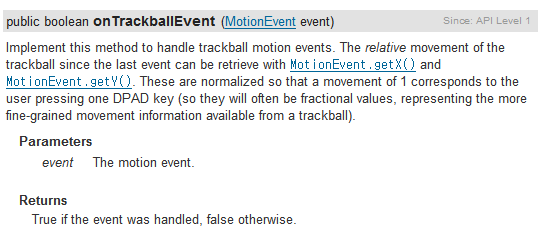 public boolean onTrackballEvent (MotionEvent event) Since: API Level 1
Implement this method to handle trackball motion events. The relative movement of the
trackball since the last event can be retrieve with MotionEvent.getX() and
MotionEvent.getY(). These are normalized so that a movement of 1 corresponds to the
user pressing one DPAD key (so they will often be fractional values, representing the more
fine-grained movement information available from a trackball).
Parameters
event The motion event.
Returns
True if the event was handled, false otherwise.